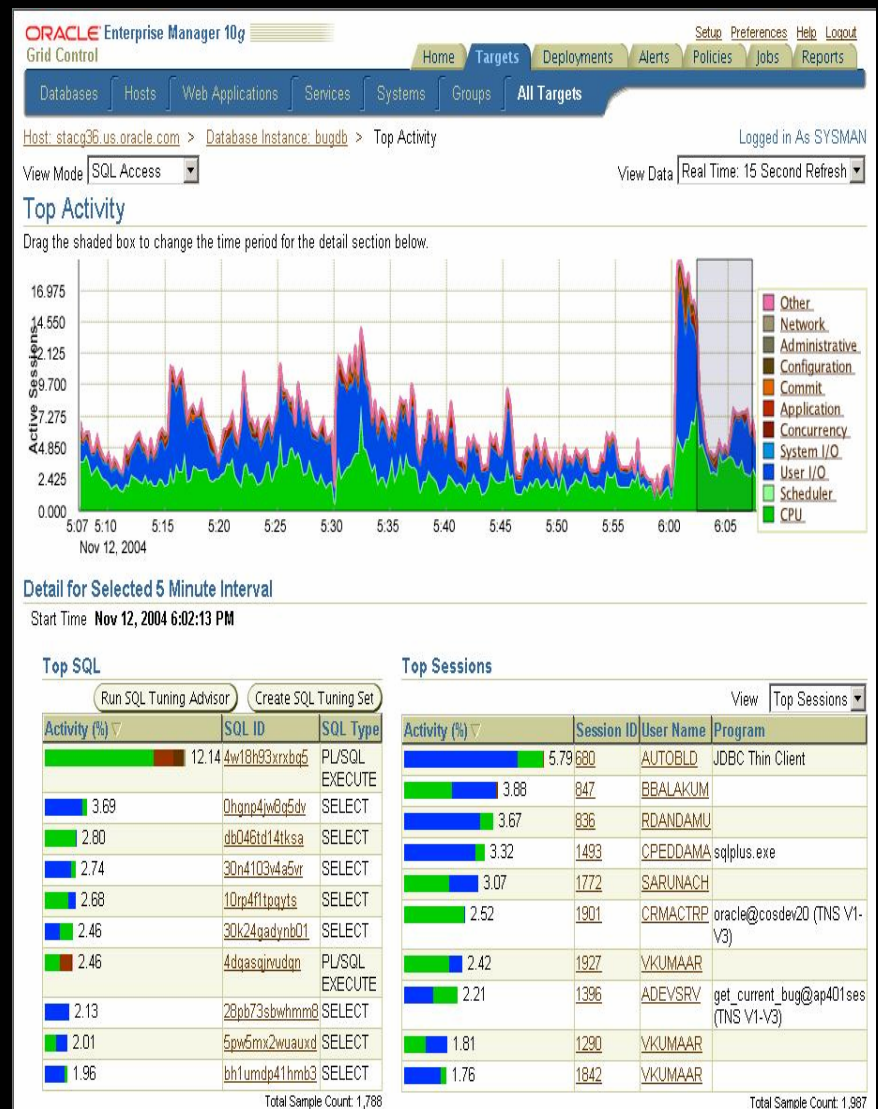 ORACLE Enterprise Manager 10g
Grid Control
Setup Preferences Help Logout
Home Targets Deployments Alerts Policies Jobs Reports
Databases Hosts Web Applications Services Systems Groups All Targets
Host: stacg36.us.oracle.com > Database Instance: bugdb > Top Activity
Logged in As SYSMAN
View Mode SQL Access
View Data Real Time: 15 Second Refresh
Top Activity
Drag the shaded box to change the time period for the detail section below.
Active Sessions
16.975
14.550
12.125
9.700
7.275
4.850
2.425
0.000
5:07 5:10 5:15 5:20 5:25 5:30 5:35 5:40 5:45 5:50 5:55 6:00 6:05
Nov 12, 2004
Other
Network
Administrative
Configuration
Commit
Application
Concurrency
System I/O
User I/O
Scheduler
CPU
Detail for Selected 5 Minute Interval
Start Time Nov 12, 2004 6:02:13 PM
Top SQL
Run SQL Tuning Advisor Create SQL Tuning Set
Activity (%) SQL ID SQL Type
12.14 4w18h93xrxbg5 PL/SQL EXECUTE
3.69 0hgnp4jw8q5dv SELECT
2.80 db046td14tksa SELECT
2.74 30n4103v4a5vr SELECT
2.68 10rp4f1tpqyts SELECT
2.46 30k24gadynb01 SELECT
2.46 4dgasqjrvudgn PL/SQL EXECUTE
2.13 28pb73sbwhmm8 SELECT
2.01 5pw5mx2wuauxd SELECT
1.96 bh1umdp41hmb3 SELECT
Total Sample Count: 1,788
Top Sessions
View Top Sessions
Activity (%) Session ID User Name Program
5.79 680 AUTOBLD JDBC Thin Client
3.88 847 BBALAKUM
3.67 836 RDANDAMU
3.32 1493 CPEDDAMA sqlplus.exe
3.07 1772 SARUNACH
2.52 1901 CRMACTRP oracle@cosdev20 (TNS V1-V3)
2.42 1927 VKUMAAR
2.21 1396 ADEVSRV get_current_bug@ap401ses (TNS V1-V3)
1.81 1290 VKUMAAR
1.76 1842 VKUMAAR
Total Sample Count: 1,987